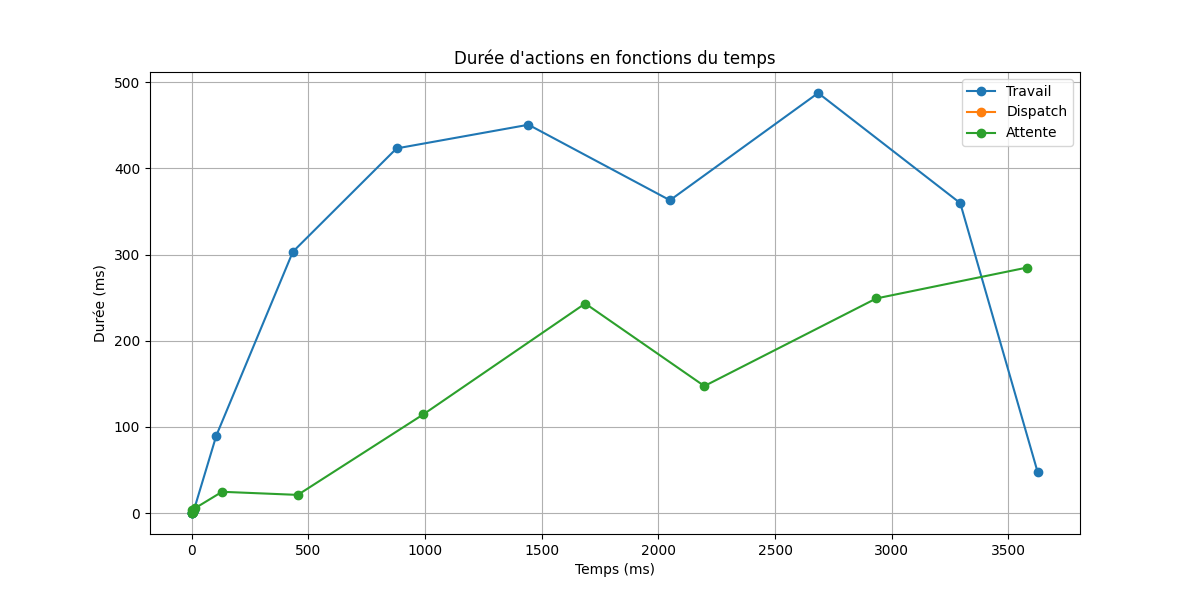 Durée d'actions en fonctions du temps
500
400
300
200
100
0
Durée (ms)
Travail
Dispatch
Attente
0 500 1000 1500 2000 2500 3000 3500
Temps (ms)